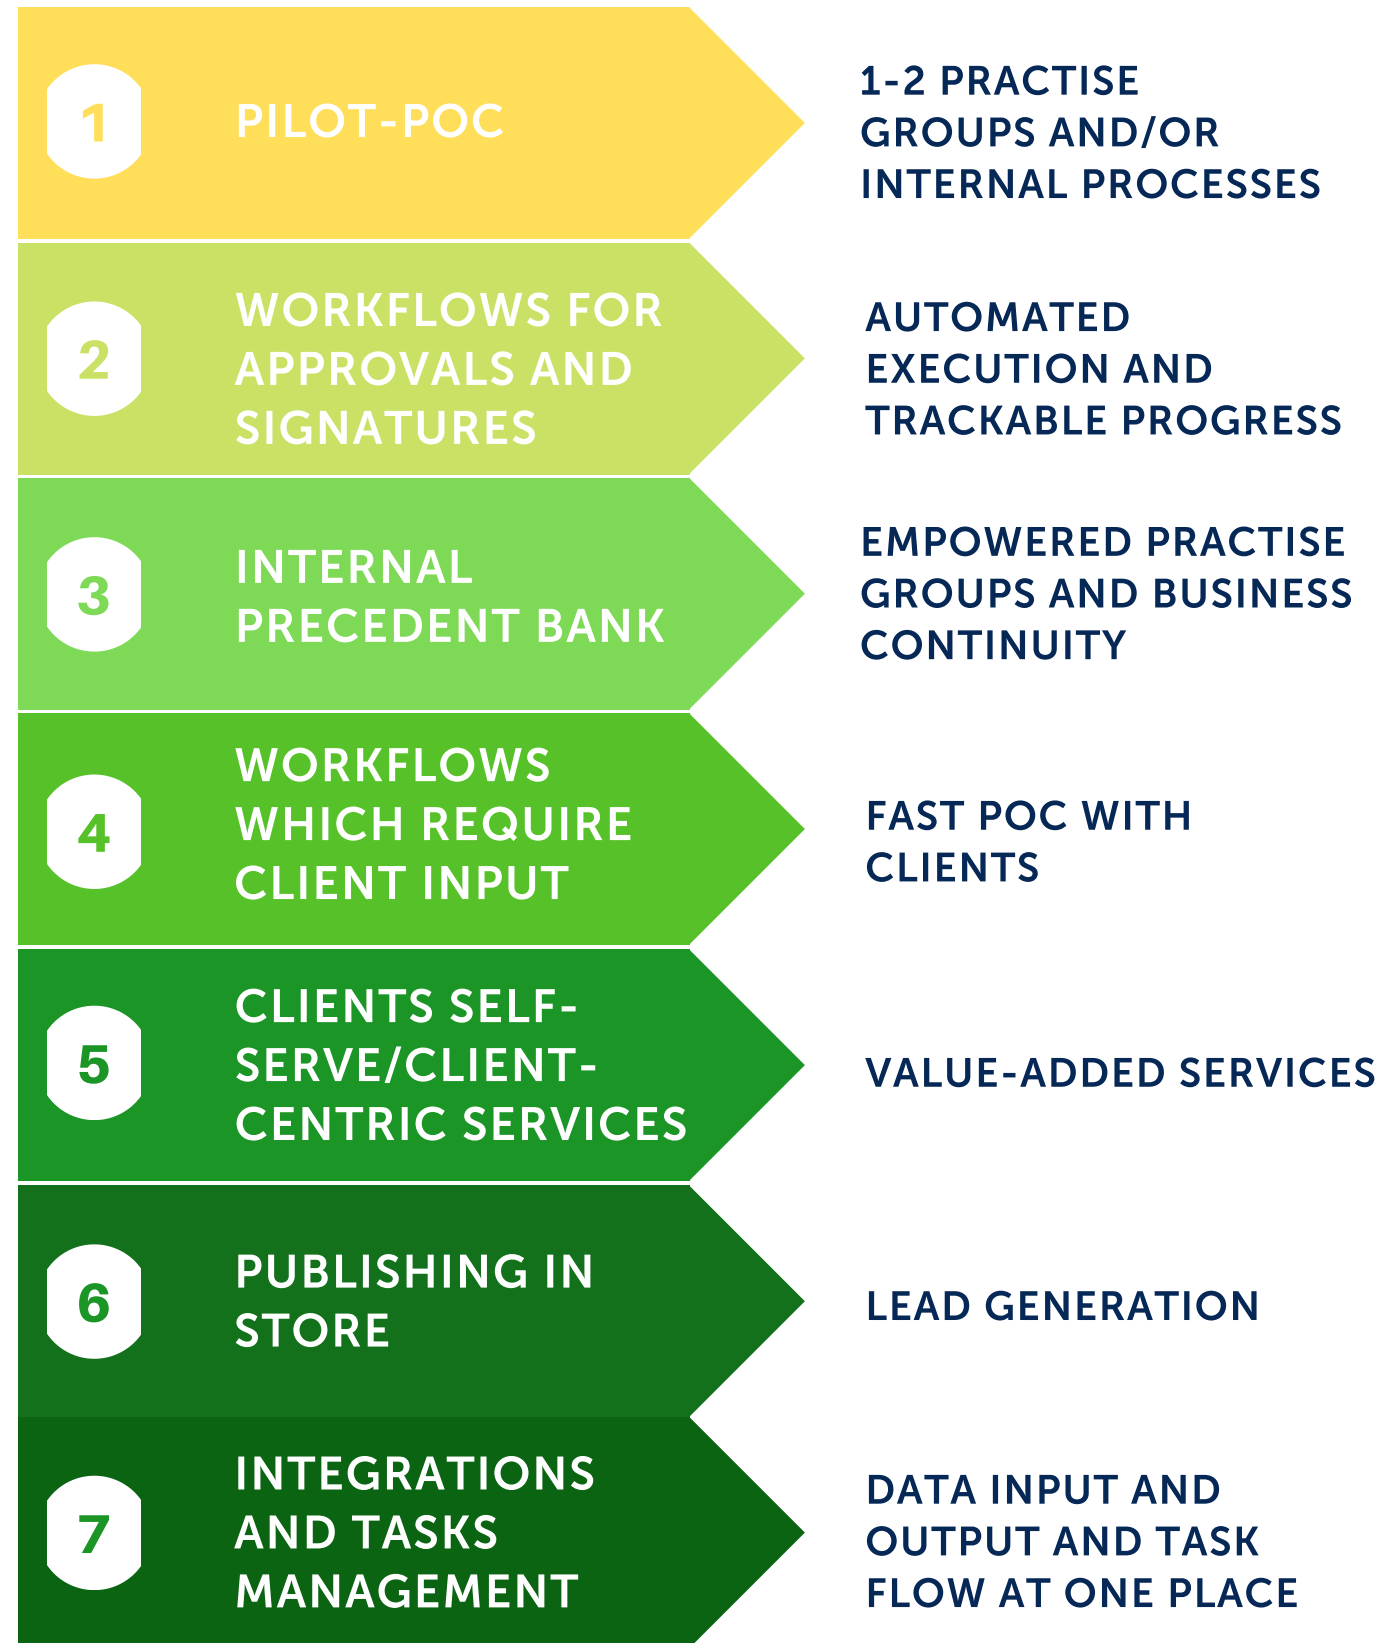 1
PILOT-POC
1-2 PRACTISE
GROUPS AND/OR
INTERNAL PROCESSES
2
WORKFLOWS FOR
APPROVALS AND
SIGNATURES
AUTOMATED
EXECUTION AND
TRACKABLE PROGRESS
3
INTERNAL
PRECEDENT BANK
EMPOWERED PRACTISE
GROUPS AND BUSINESS
CONTINUITY
4
WORKFLOWS
WHICH REQUIRE
CLIENT INPUT
FAST POC WITH
CLIENTS
5
CLIENTS SELF-
SERVE/CLIENT-
CENTRIC SERVICES
VALUE-ADDED SERVICES
6
PUBLISHING IN
STORE
LEAD GENERATION
7
INTEGRATIONS
AND TASKS
MANAGEMENT
DATA INPUT AND
OUTPUT AND TASK
FLOW AT ONE PLACE